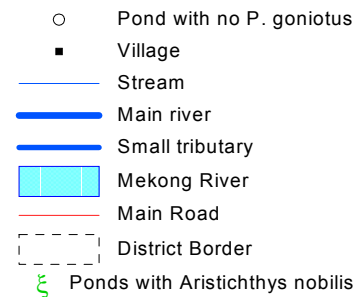 Pond with no P. goniotus
Village
Stream
Main river
Small tributary
Mekong River
Main Road
District Border
ξ Ponds with Aristichthys nobilis